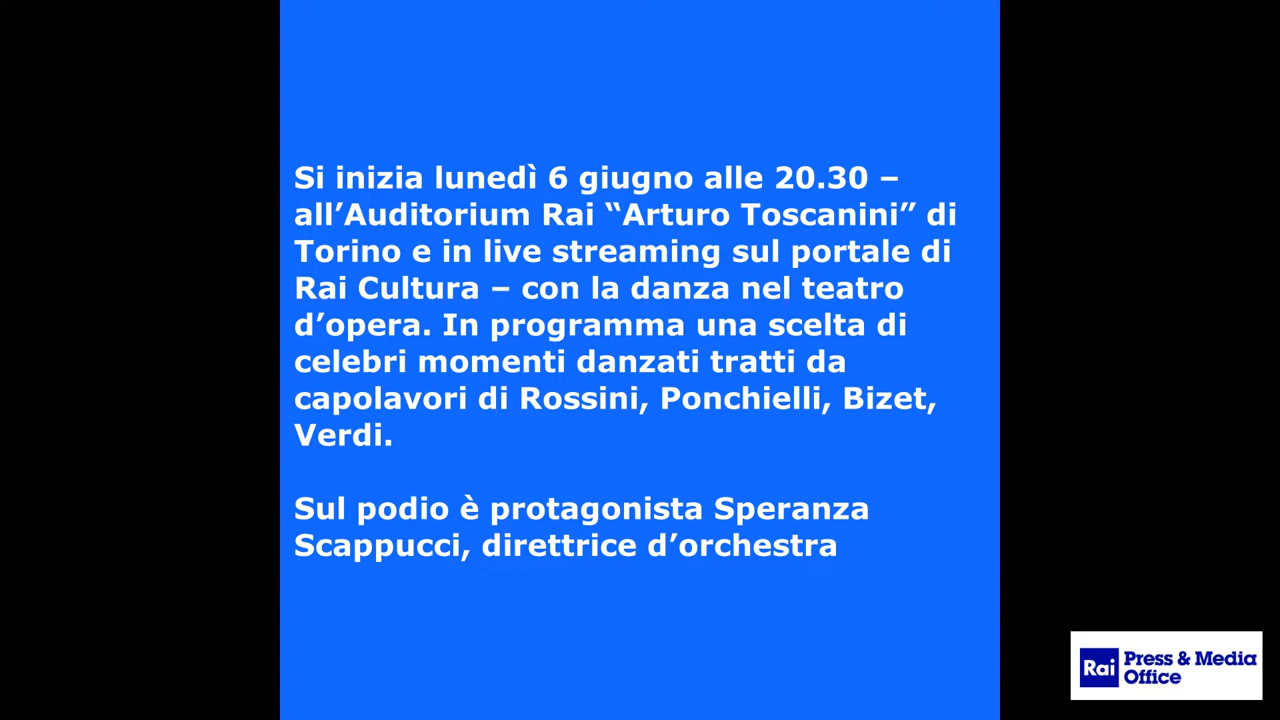 Si inizia lunedì 6 giugno alle 20.30 –
all’Auditorium Rai “Arturo Toscanini” di
Torino e in live streaming sul portale di
Rai Cultura – con la danza nel teatro
d’opera. In programma una scelta di
celebri momenti danzati tratti da
capolavori di Rossini, Ponchielli, Bizet,
Verdi.
Sul podio è protagonista Speranza
Scappucci, direttrice d’orchestra
Rai Press & Media
Office